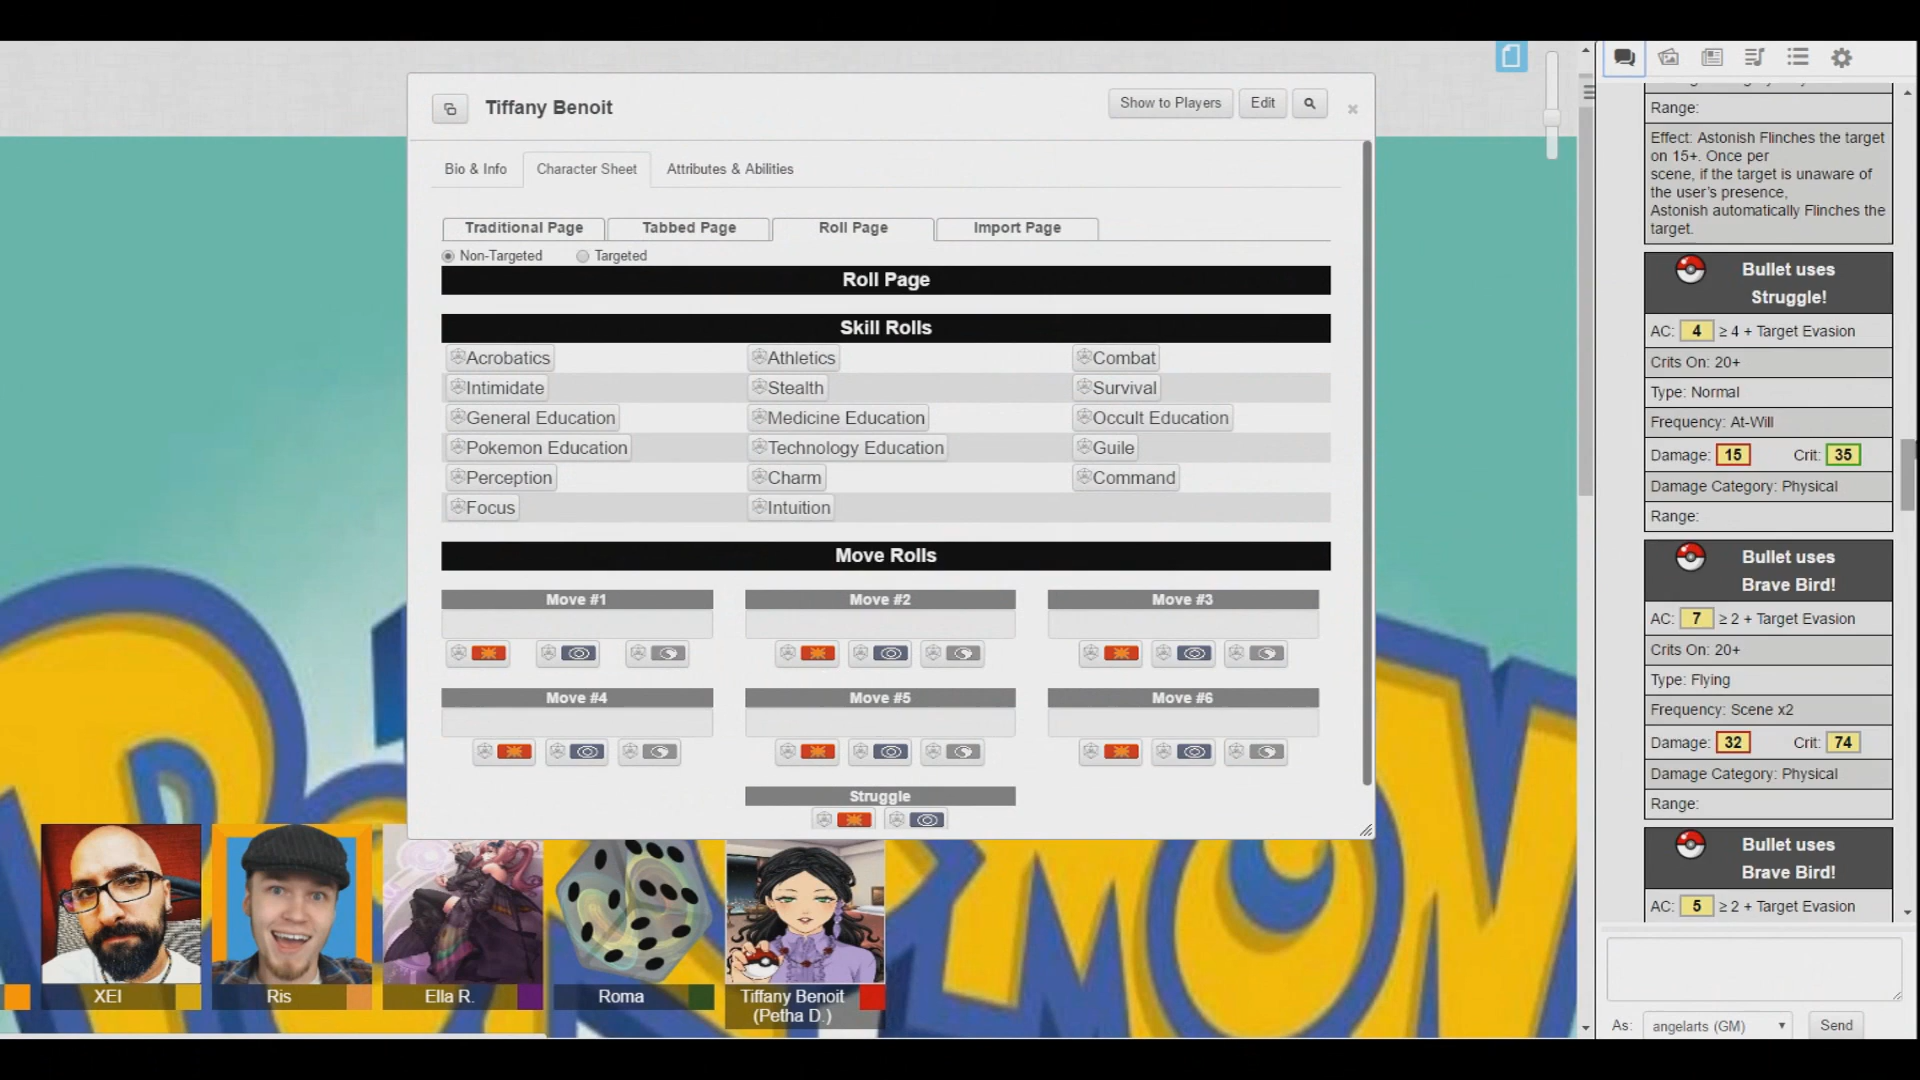 Tiffany Benoit
Show to Players
Edit
Bio & Info
Character Sheet
Attributes & Abilities
Traditional Page
Tabbed Page
Roll Page
Import Page
Non-Targeted
Targeted
Roll Page
Skill Rolls
Acrobatics
Athletics
Combat
Intimidate
Stealth
Survival
General Education
Medicine Education
Occult Education
Pokemon Education
Technology Education
Guile
Perception
Charm
Command
Focus
Intuition
Move Rolls
Move #1
Move #2
Move #3
Move #4
Move #5
Move #6
Struggle
XEI
Ris
Ella R.
Roma
Tiffany Benoit
(Petha D.)
Range:
Effect: Astonish Flinches the target
on 15+. Once per
scene, if the target is unaware of
the user's presence,
Astonish automatically Flinches the
target.
Bullet uses
Struggle!
AC: 4 ≥ 4 + Target Evasion
Crits On: 20+
Type: Normal
Frequency: At-Will
Damage: 15 Crit: 35
Damage Category: Physical
Range:
Bullet uses
Brave Bird!
AC: 7 ≥ 2 + Target Evasion
Crits On: 20+
Type: Flying
Frequency: Scene x2
Damage: 32 Crit: 74
Damage Category: Physical
Range:
Bullet uses
Brave Bird!
AC: 5 ≥ 2 + Target Evasion
As: angelarts (GM)
Send